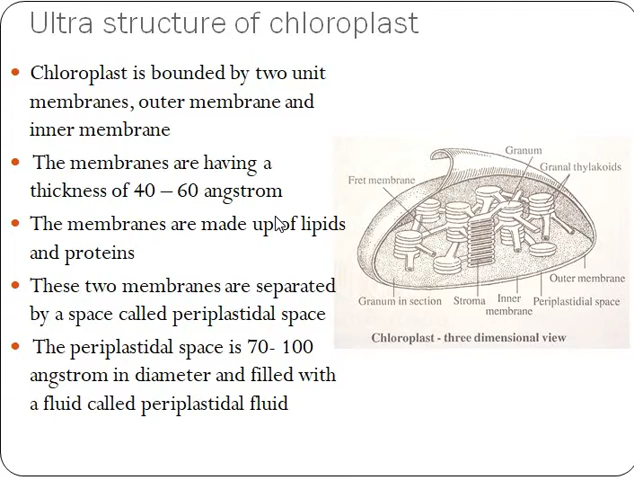 Ultra structure of chloroplast
Chloroplast is bounded by two unit
membranes, outer membrane and
inner membrane
The membranes are having a
thickness of 40 – 60 angstrom
The membranes are made up of lipids
and proteins
These two membranes are separated
by a space called periplastidal space
The periplastidal space is 70- 100
angstrom in diameter and filled with
a fluid called periplastidal fluid
Granum
Granal thylakoids
Fret membrane
Outer membrane
Granum in section
Stroma
Inner
membrane
Periplastidial space
Chloroplast - three dimensional view